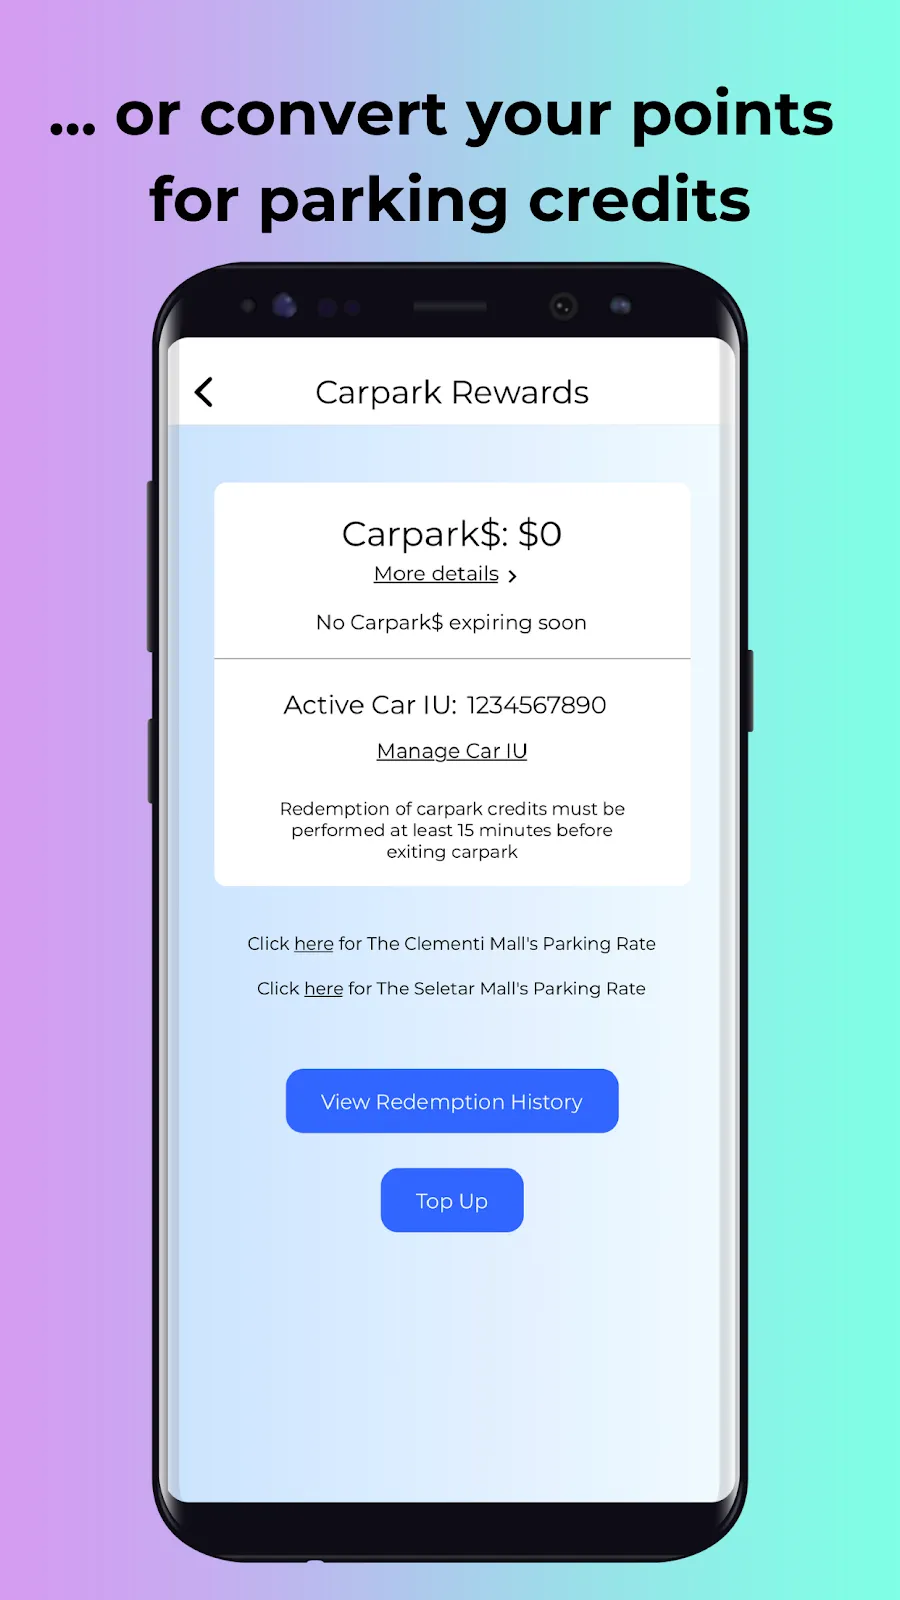 ... or convert your points
for parking credits
Carpark Rewards
Carpark$: $0
More details
No Carpark$ expiring soon
Active Car IU: 1234567890
Manage Car IU
Redemption of carpark credits must be
performed at least 15 minutes before
exiting carpark
Click here for The Clementi Mall's Parking Rate
Click here for The Seletar Mall's Parking Rate
View Redemption History
Top Up